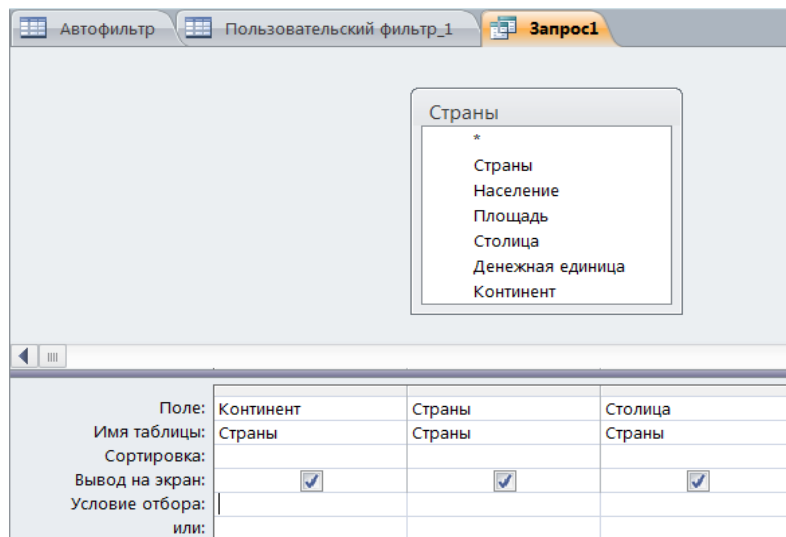 Автофильтр Пользовательский фильтр_1 Запрос1
Страны
*
Страны
Население
Площадь
Столица
Денежная единица
Континент
Поле: Континент Страны Столица
Имя таблицы: Страны Страны Страны
Сортировка:
Вывод на экран:
Условие отбора:
или: